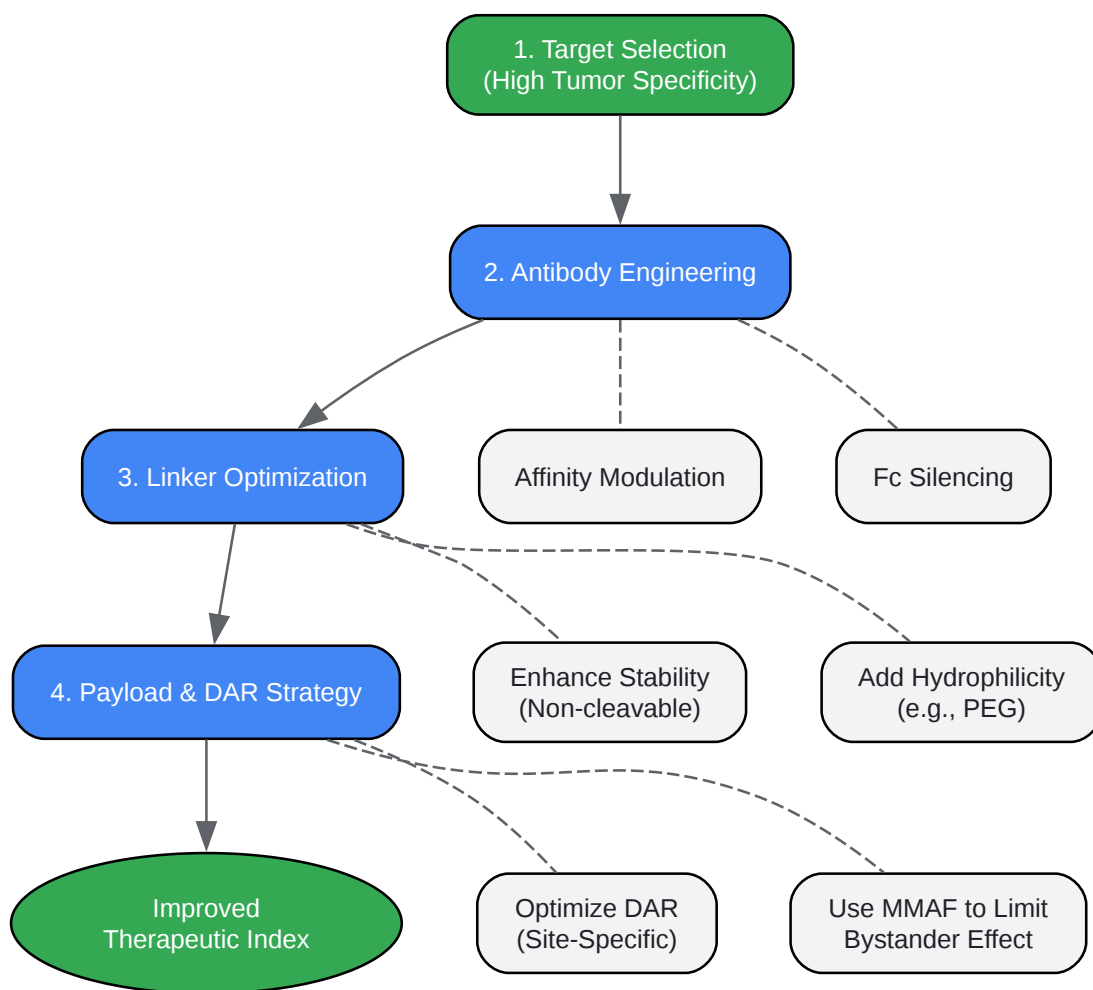 1. Target Selection
(High Tumor Specificity)
2. Antibody Engineering
3. Linker Optimization
Affinity Modulation
Fc Silencing
4. Payload & DAR Strategy
Enhance Stability
(Non-cleavable)
Add Hydrophilicity
(e.g., PEG)
Improved
Therapeutic Index
Optimize DAR
(Site-Specific)
Use MMAF to Limit
Bystander Effect